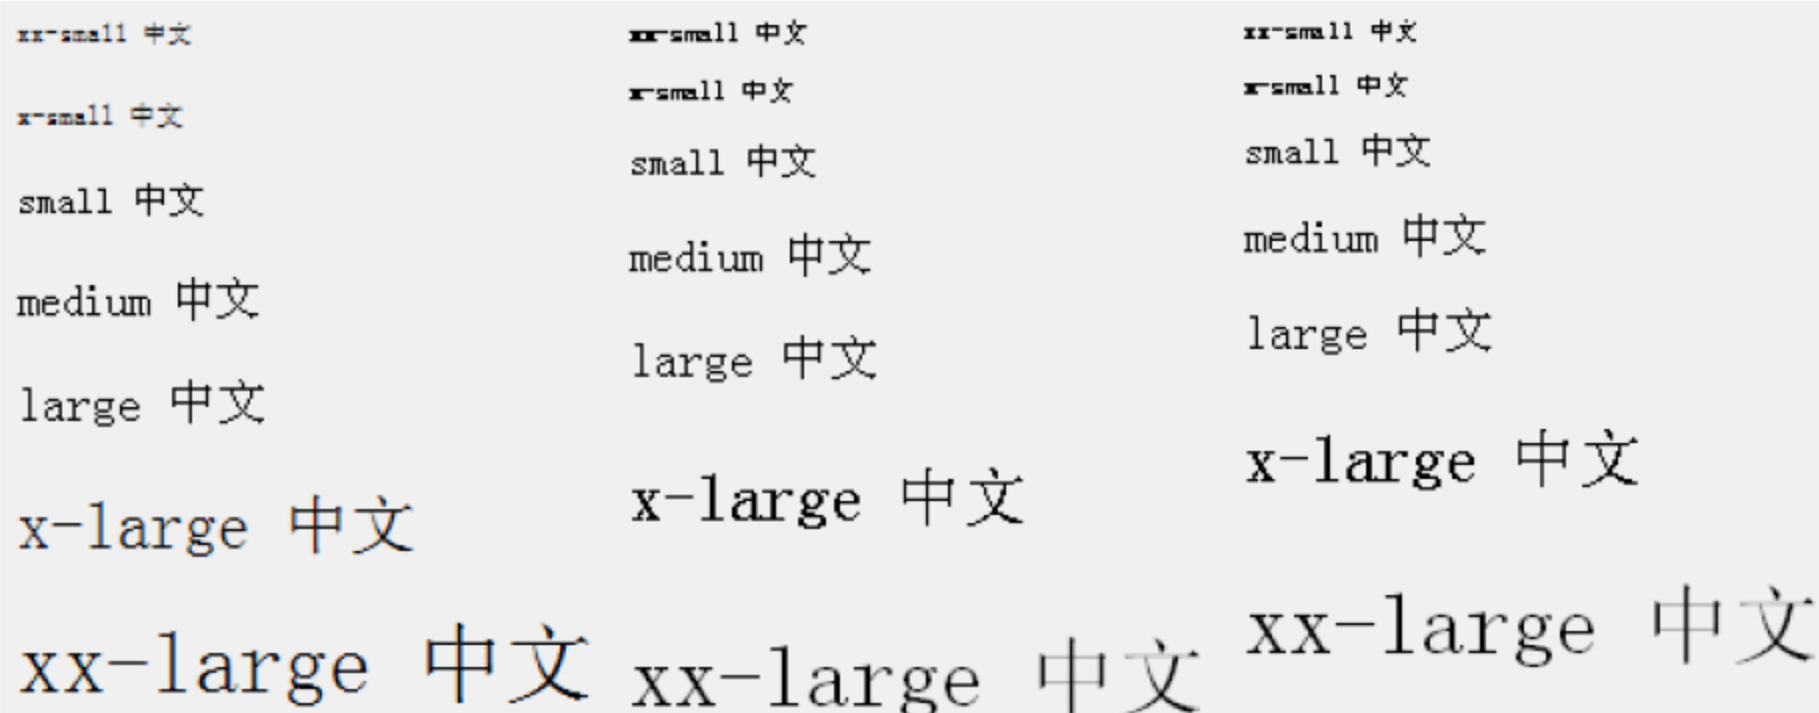 xx-small 中文
x-small 中文
small 中文
medium 中文
large 中文
x-large 中文
xx-large 中文
xx-small 中文
x-small 中文
small 中文
medium 中文
large 中文
x-large 中文
xx-large 中文
xx-small 中文
x-small 中文
small 中文
medium 中文
large 中文
x-large 中文
xx-large 中文